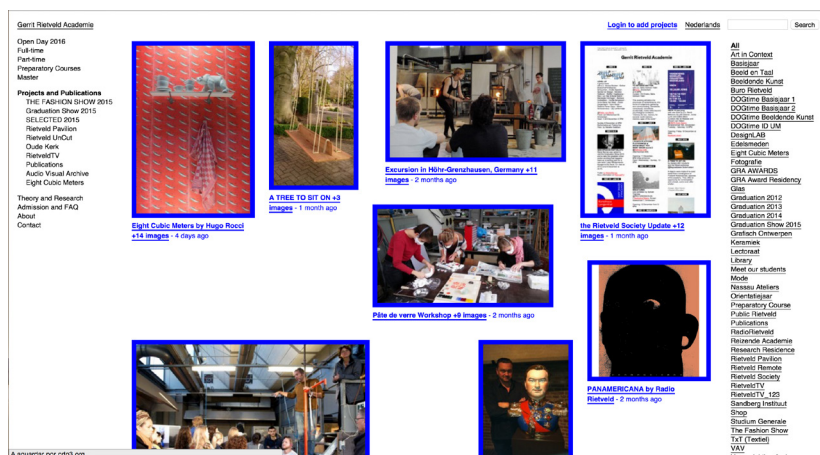 Gerrit Rietveld Academie
Login to add projects
Nederlands
Search
Open Day 2016
Full-time
Part-time
Preparatory Courses
Master
Projects and Publications
THE FASHION SHOW 2015
Graduation Show 2015
SELECTED 2015
Rietveld Pavilion
Rietveld UnCut
Oude Kerk
RietveldTV
Publications
Audio Visual Archive
Eight Cubic Meters
Theory and Research
Admission and FAQ
About
Contact
Eight Cubic Meters by Hugo Rocci
+14 images - 4 days ago
A TREE TO SIT ON +3
images - 1 month ago
Excursion in Höhr-Grenzhausen, Germany +11
images - 2 months ago
Pâte de verre Workshop +9 images - 2 months ago
Gerrit Rietveld Academie
the Rietveld Society Update +12
images - 1 month ago
PANAMERICANA by Radio
Rietveld - 2 months ago
All
Art in Context
Basisjaar
Beeld en Taal
Beeldende Kunst
Buro Rietveld
DOGtime Basisjaar 1
DOGtime Basisjaar 2
DOGtime Beeldende Kunst
DOGtime ID UM
DesignLAB
Edelsmeden
Eight Cubic Meters
Fotografie
GRA AWARDS
GRA Award Residency
Glas
Graduation 2012
Graduation 2013
Graduation 2014
Graduation Show 2015
Grafisch Ontwerpen
Keramiek
Lectoraat
Library
Meet our students
Mode
Nassau Ateliers
Orientatiejaar
Preparatory Course
Public Rietveld
Publications
RadioRietveld
Reizende Academie
Research Residence
Rietveld Pavilion
Rietveld Remote
Rietveld Society
RietveldTV
RietveldTV_123
Sandberg Instituut
Shop
Studium Generale
The Fashion Show
TxT (Textiel)
VAV